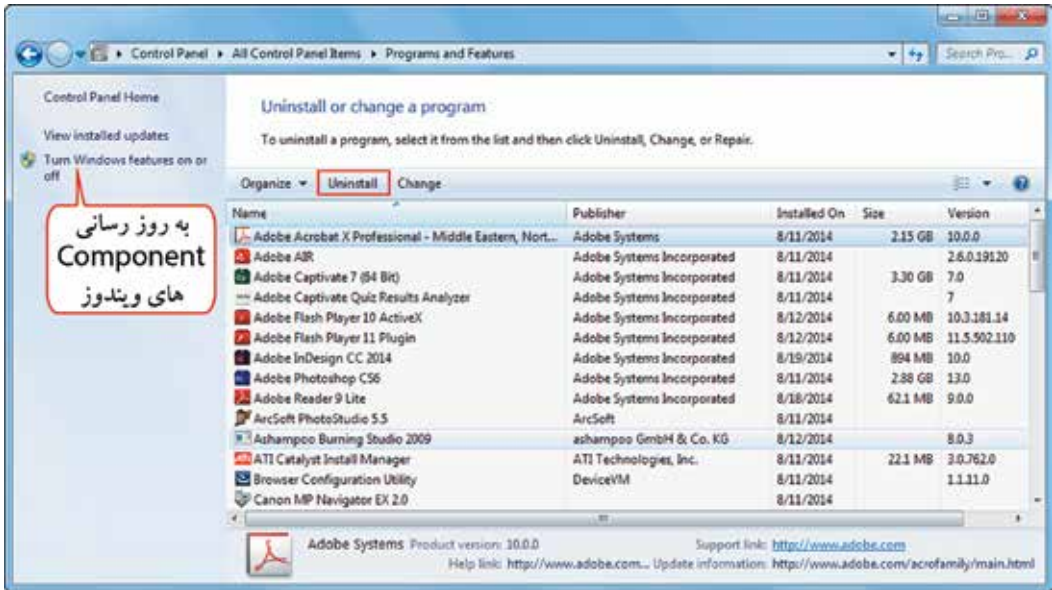 Control Panel ▸ All Control Panel Items ▸ Programs and Features
Search Pro...
Control Panel Home
View installed updates
Turn Windows features on or off
به روز رسانی
Component
های ویندوز
Uninstall or change a program
To uninstall a program, select it from the list and then click Uninstall, Change, or Repair.
Organize Uninstall Change
Name Publisher Installed On Size Version
Adobe Acrobat X Professional - Middle Eastern, Nort... Adobe Systems 8/11/2014 2.15 GB 10.0.0
Adobe AIR Adobe Systems Incorporated 8/11/2014 2.6.0.19120
Adobe Captivate 7 (64 Bit) Adobe Systems Incorporated 8/11/2014 3.30 GB 7.0
Adobe Captivate Quiz Results Analyzer Adobe Systems Incorporated 8/11/2014 7
Adobe Flash Player 10 ActiveX Adobe Systems Incorporated 8/12/2014 6.00 MB 10.3.181.14
Adobe Flash Player 11 Plugin Adobe Systems Incorporated 8/12/2014 6.00 MB 11.5.502.110
Adobe InDesign CC 2014 Adobe Systems Incorporated 8/19/2014 894 MB 10.0
Adobe Photoshop CS6 Adobe Systems Incorporated 8/11/2014 2.88 GB 13.0
Adobe Reader 9 Lite Adobe Systems Incorporated 8/18/2014 62.1 MB 9.0.0
ArcSoft PhotoStudio 5.5 ArcSoft 8/11/2014
Ashampoo Burning Studio 2009 ashampoo GmbH & Co. KG 8/12/2014 8.0.3
ATI Catalyst Install Manager ATI Technologies, Inc. 8/11/2014 22.1 MB 3.0.762.0
Browser Configuration Utility DeviceVM 8/11/2014 1.1.11.0
Canon MP Navigator EX 2.0 8/11/2014
Adobe Systems Product version: 10.0.0 Support link: http://www.adobe.com
Help link: http://www.adobe.com... Update information: http://www.adobe.com/acrofamily/main.html